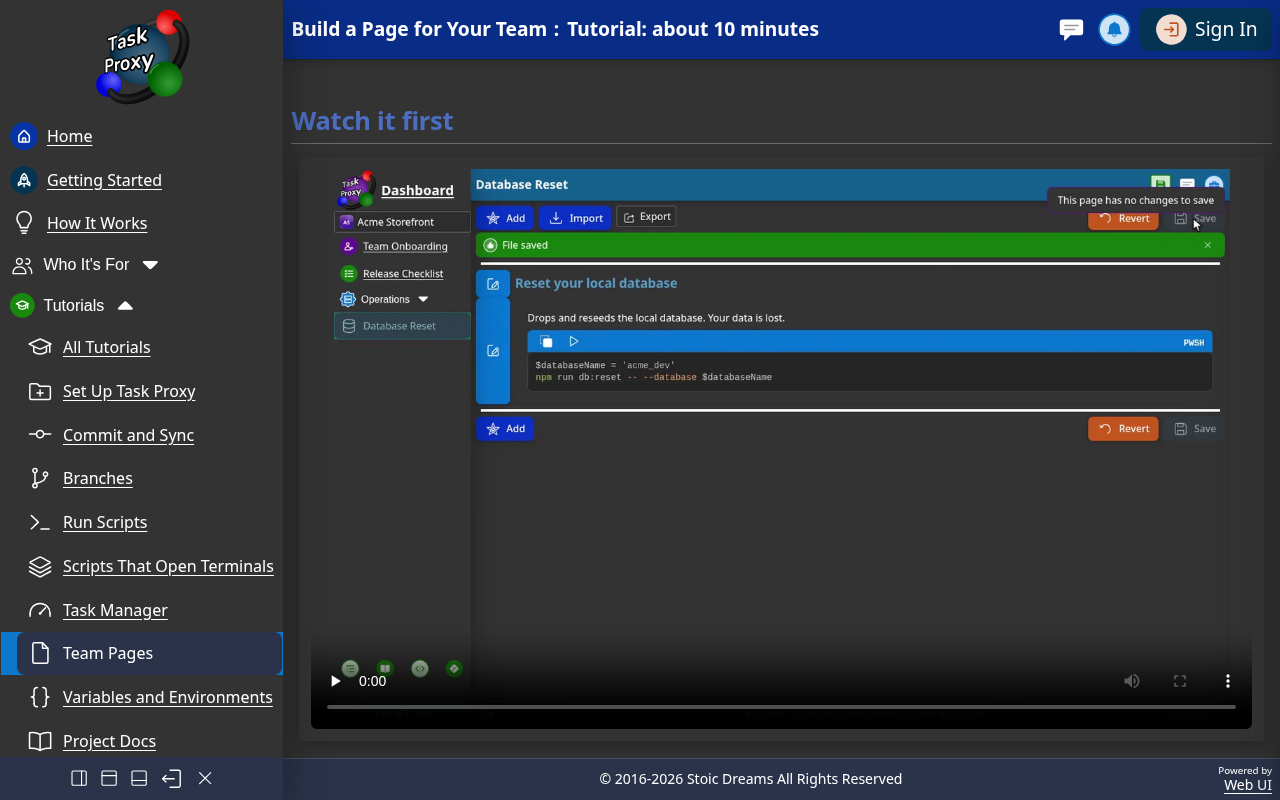 Task
Proxy
Build a Page for Your Team : Tutorial: about 10 minutes
Sign In
Home
Getting Started
How It Works
Who It's For
Tutorials
All Tutorials
Set Up Task Proxy
Commit and Sync
Branches
Run Scripts
Scripts That Open Terminals
Task Manager
Team Pages
Variables and Environments
Project Docs
Watch it first
Task
Proxy
Dashboard
AS
Acme Storefront
Team Onboarding
Release Checklist
Operations
Database Reset
Database Reset
This page has no changes to save
Add
Import
Export
Revert
Save
File saved
Reset your local database
Drops and reseeds the local database. Your data is lost.
PWSH
$databaseName = 'acme_dev'
npm run db:reset -- --database $databaseName
Add
Revert
Save
0:00
© 2016-2026 Stoic Dreams All Rights Reserved
Powered by
Web UI